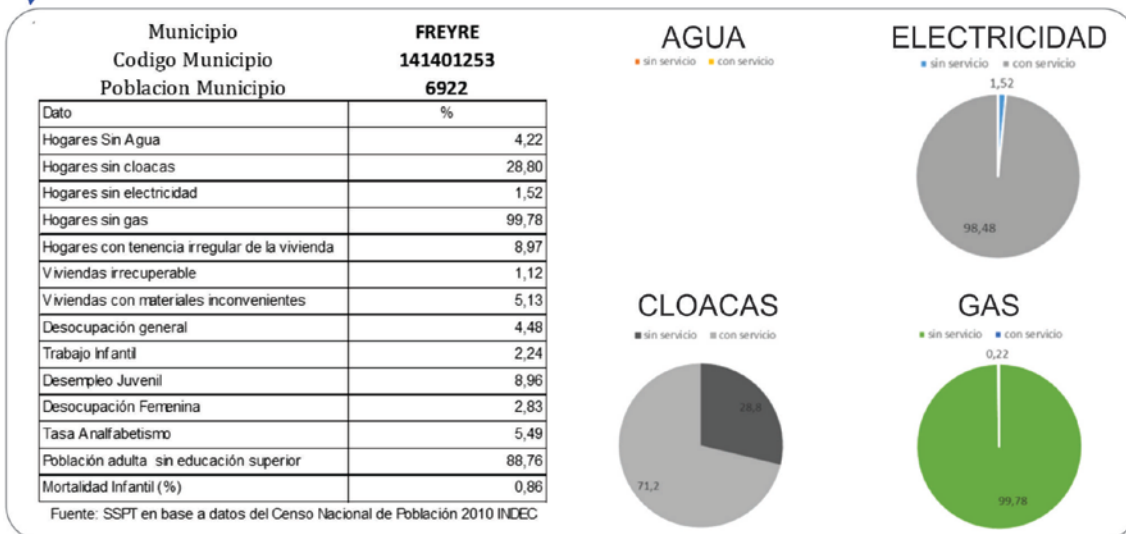 Municipio FREYRE
Codigo Municipio 141401253
Poblacion Municipio 6922
Dato %
Hogares Sin Agua 4,22
Hogares sin cloacas 28,80
Hogares sin electricidad 1,52
Hogares sin gas 99,78
Hogares con tenencia irregular de la vivienda 8,97
Viviendas irrecuperable 1,12
Viviendas con materiales inconvenientes 5,13
Desocupación general 4,48
Trabajo Infantil 2,24
Desempleo Juvenil 8,96
Desocupación Femenina 2,83
Tasa Analfabetismo 5,49
Población adulta sin educación superior 88,76
Mortalidad Infantil (%) 0,86
Fuente: SSPT en base a datos del Censo Nacional de Población 2010 INDEC
AGUA
sin servicio con servicio
ELECTRICIDAD
sin servicio con servicio
1,52
98,48
CLOACAS
sin servicio con servicio
28,8
71,2
GAS
sin servicio con servicio
0,22
99,78